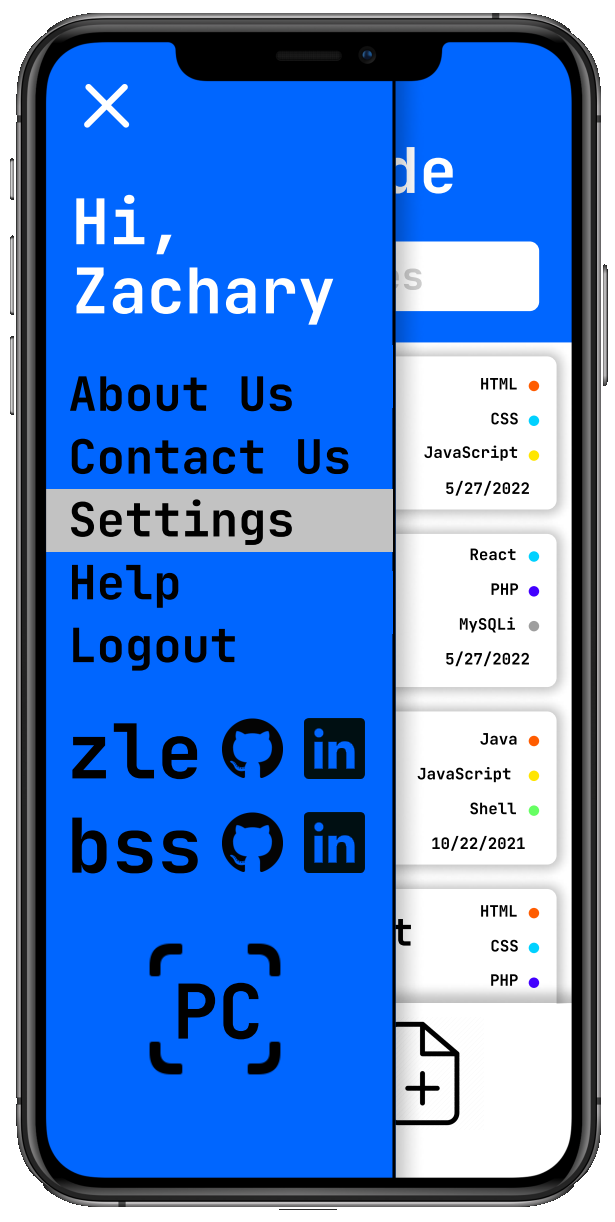 Hi,
Zachary
About Us
Contact Us
Settings
Help
Logout
zle
in
bss
in
PC
de
es
HTML
CSS
JavaScript
5/27/2022
React
PHP
MySQLi
5/27/2022
Java
JavaScript
Shell
10/22/2021
t
HTML
CSS
PHP